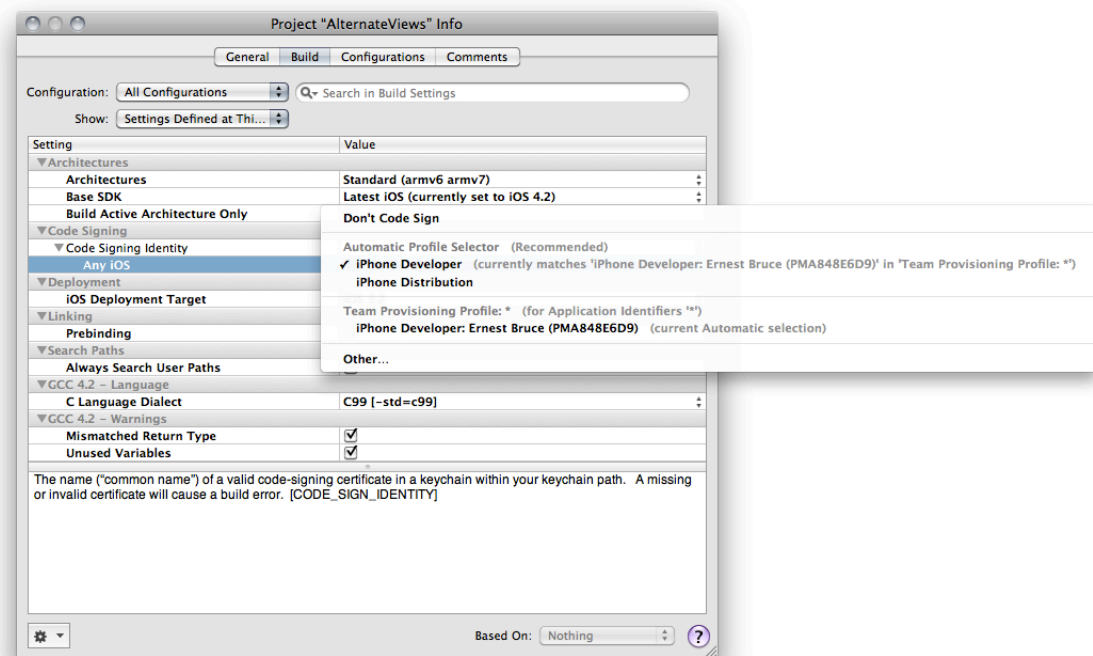 Project “AlternateViews” Info
General Build Configurations Comments
Configuration: All Configurations Search in Build Settings
Show: Settings Defined at Thi...
Setting Value
Architectures
Architectures Standard (armv6 armv7)
Base SDK Latest iOS (currently set to iOS 4.2)
Build Active Architecture Only
Code Signing
Code Signing Identity
Any iOS
Deployment
iOS Deployment Target
Linking
Prebinding
Search Paths
Always Search User Paths
GCC 4.2 – Language
C Language Dialect C99 [-std=c99]
GCC 4.2 – Warnings
Mismatched Return Type
Unused Variables
Don't Code Sign
Automatic Profile Selector (Recommended)
✓ iPhone Developer (currently matches 'iPhone Developer: Ernest Bruce (PMA848E6D9)' in 'Team Provisioning Profile: *')
iPhone Distribution
Team Provisioning Profile: * (for Application Identifiers '*')
iPhone Developer: Ernest Bruce (PMA848E6D9) (current Automatic selection)
Other...
The name (“common name”) of a valid code-signing certificate in a keychain within your keychain path. A missing
or invalid certificate will cause a build error. [CODE_SIGN_IDENTITY]
Based On: Nothing ?